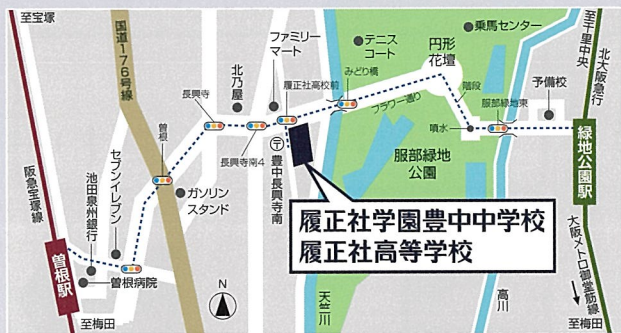 至宝塚
国道176号線
北乃屋
ファミリーマート
テニスコート
円形花壇
乗馬センター
至千里中央
北大阪急行
長興寺
履正社高校前
みどり橋
フラワー通り
階段
予備校
服部緑地東
曽根
長興寺南4
〒豊中長興寺南
噴水
服部緑地公園
緑地公園駅
阪急宝塚線
池田泉州銀行
セブンイレブン
ガソリンスタンド
履正社学園豊中中学校
履正社高等学校
曽根駅
曽根病院
N
天竺川
高川
大阪メトロ御堂筋線
至梅田
至梅田